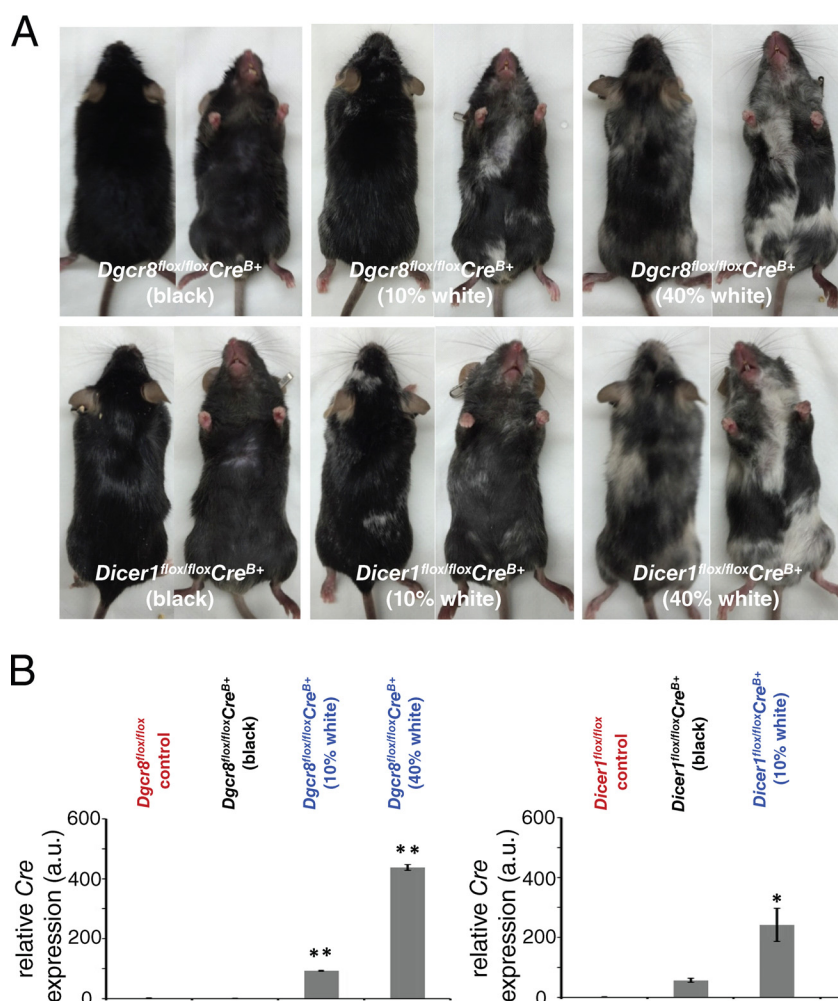 A
Dgcr8flox/floxCreB+
(black)
Dgcr8flox/floxCreB+
(10% white)
Dgcr8flox/floxCreB+
(40% white)
Dicer1flox/floxCreB+
(black)
Dicer1flox/floxCreB+
(10% white)
Dicer1flox/floxCreB+
(40% white)
B
Dgcr8flox/flox
control
Dgcr8flox/floxCreB+
(black)
Dgcr8flox/floxCreB+
(10% white)
Dgcr8flox/floxCreB+
(40% white)
relative Cre
expression (a.u.)
600
400
200
0
**
**
Dicer1flox/flox
control
Dicer1flox/floxCreB+
(black)
Dicer1flox/floxCreB+
(10% white)
relative Cre
expression (a.u.)
600
400
200
0
*